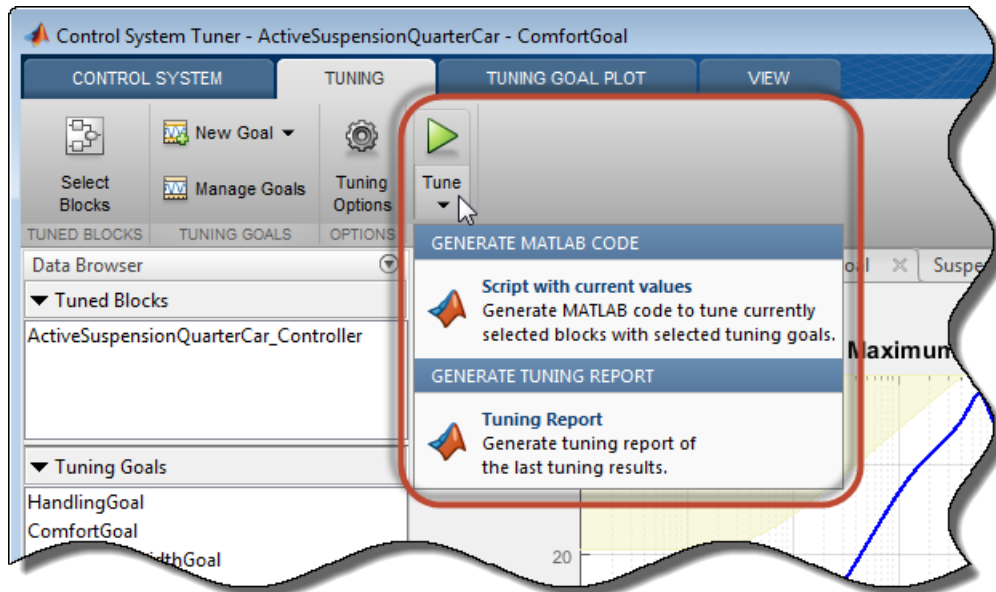 Control System Tuner - ActiveSuspensionQuarterCar - ComfortGoal
CONTROL SYSTEM
TUNING
TUNING GOAL PLOT
VIEW
Select
Blocks
New Goal
Manage Goals
Tuning
Options
Tune
TUNED BLOCKS
TUNING GOALS
OPTIONS
GENERATE MATLAB CODE
Script with current values
Generate MATLAB code to tune currently
selected blocks with selected tuning goals.
GENERATE TUNING REPORT
Tuning Report
Generate tuning report of
the last tuning results.
Data Browser
Tuned Blocks
ActiveSuspensionQuarterCar_Controller
Tuning Goals
HandlingGoal
ComfortGoal
Maximum
20